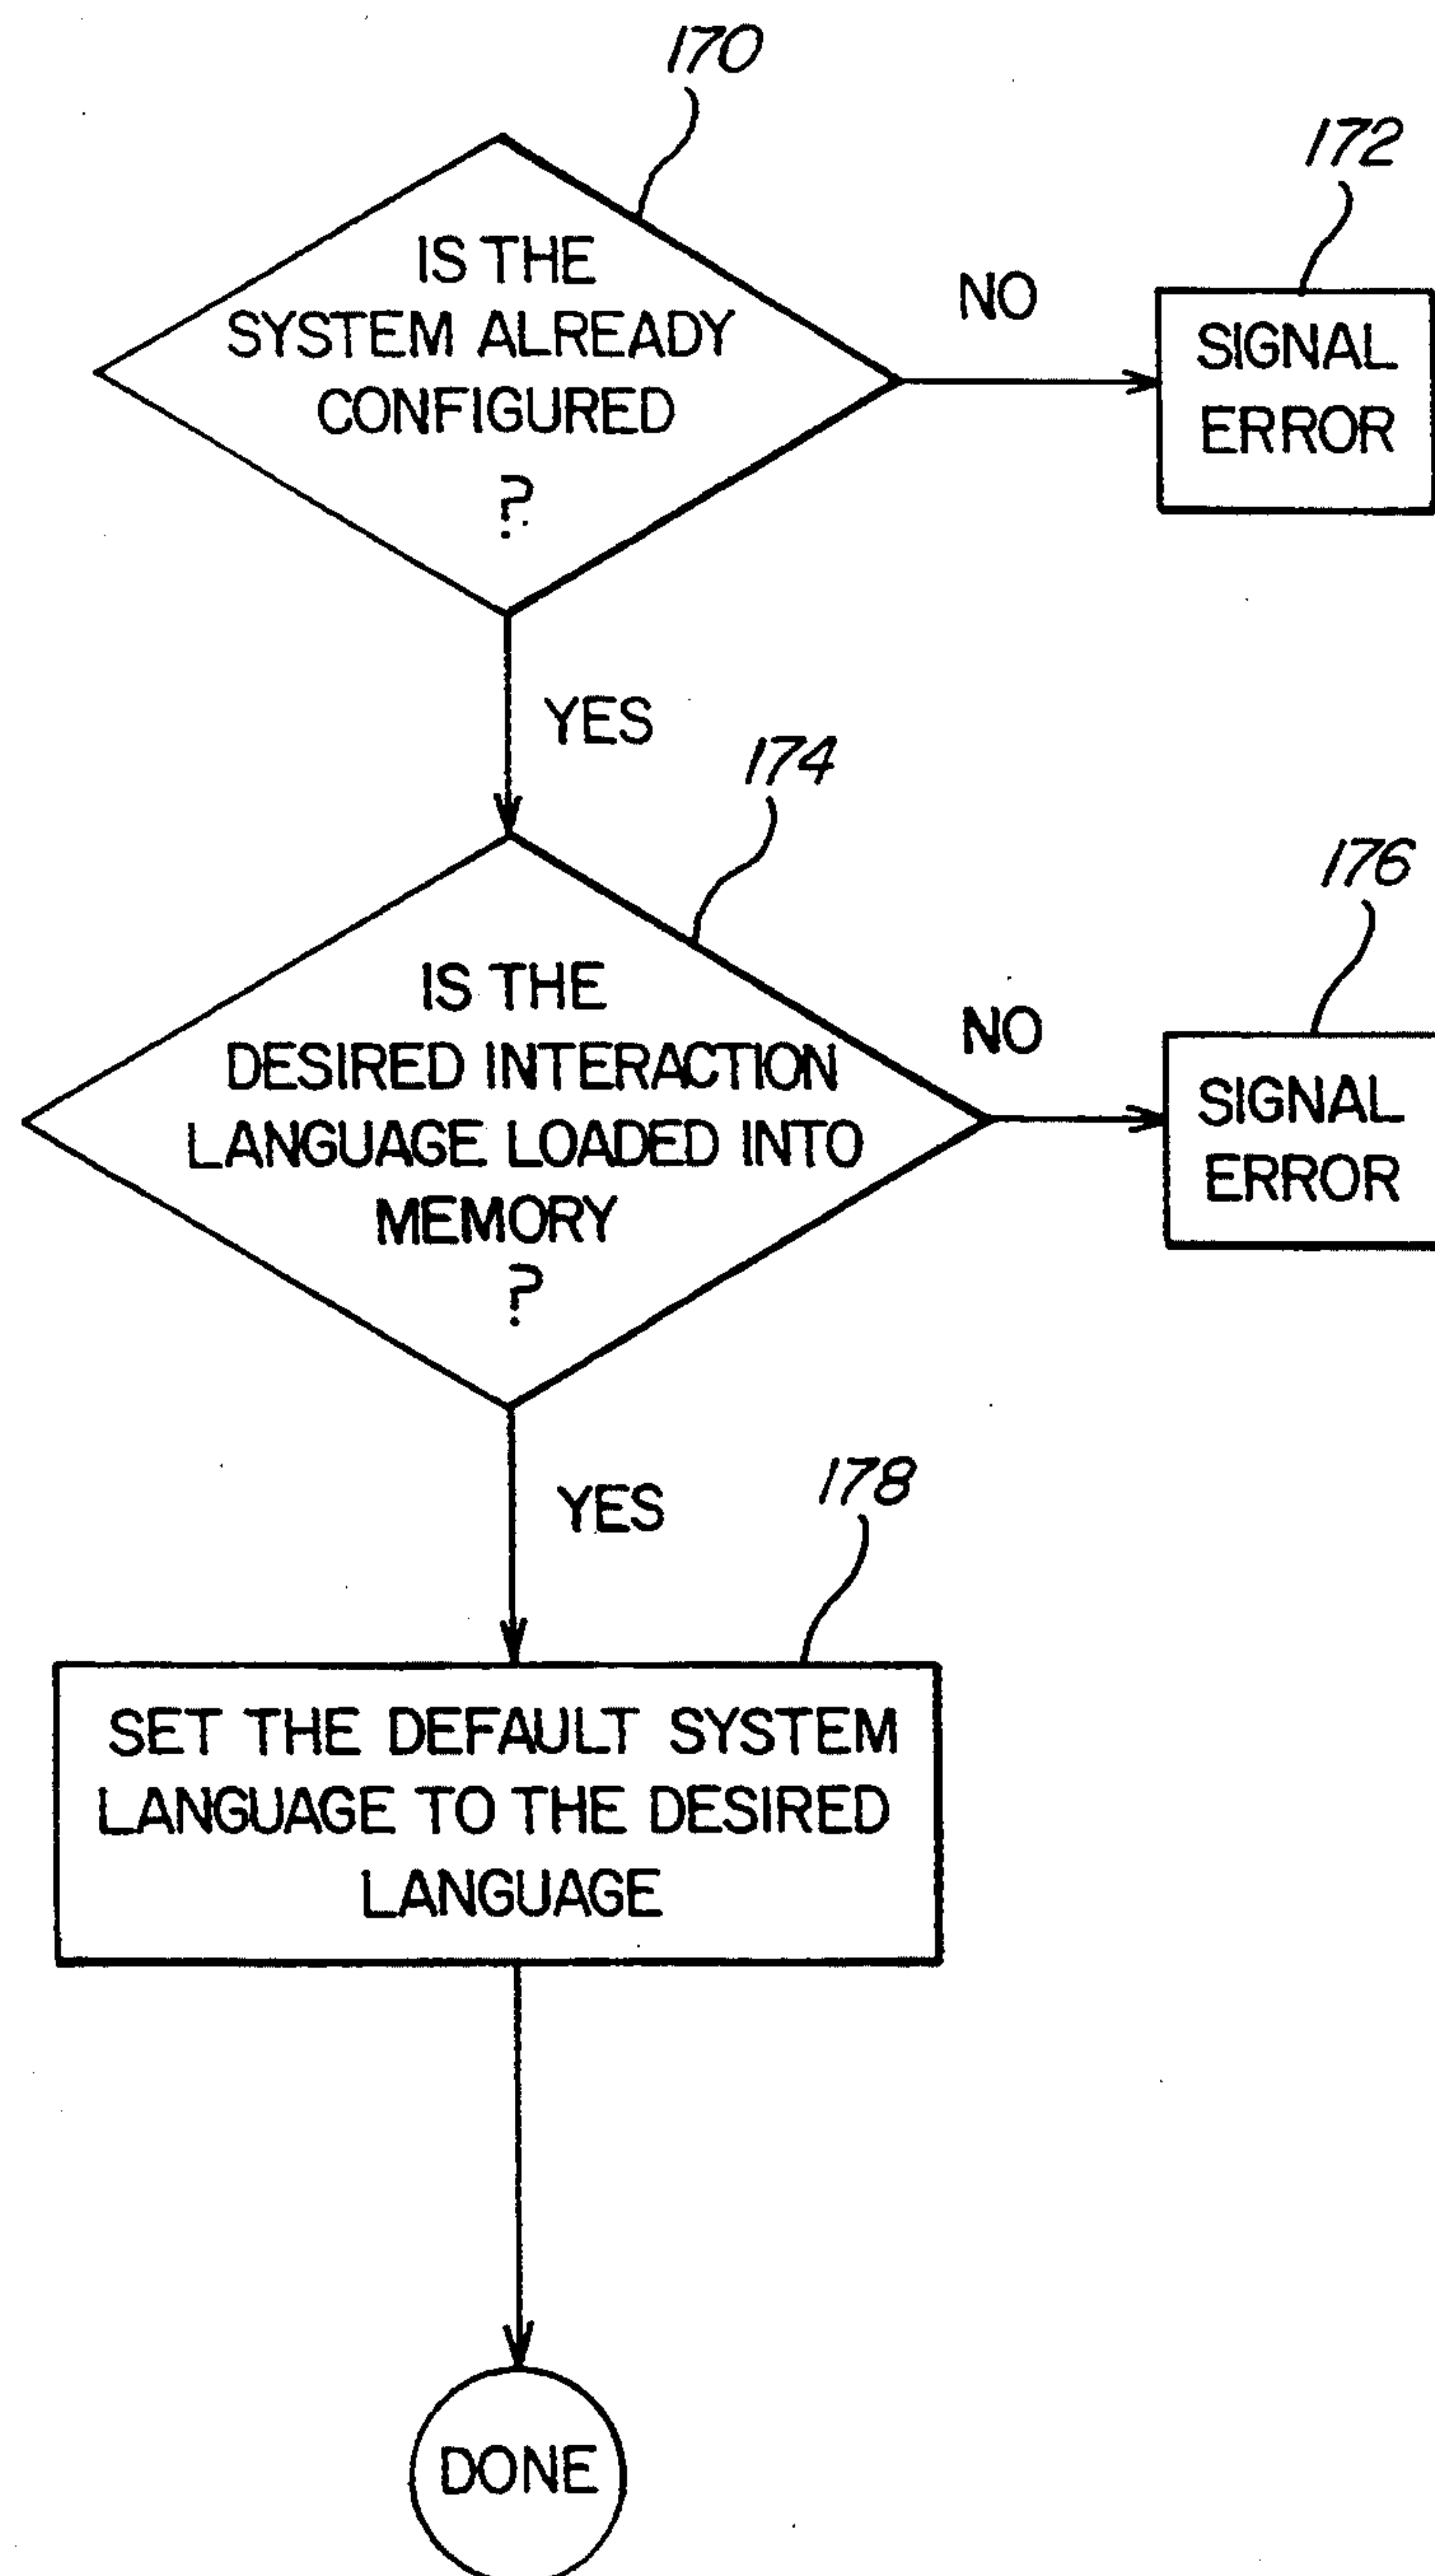 170
172
IS THE
SYSTEM ALREADY
CONFIGURED
?
NO
SIGNAL
ERROR
YES
174
176
IS THE
DESIRED INTERACTION
LANGUAGE LOADED INTO
MEMORY
?
NO
SIGNAL
ERROR
YES
178
SET THE DEFAULT SYSTEM
LANGUAGE TO THE DESIRED
LANGUAGE
DONE